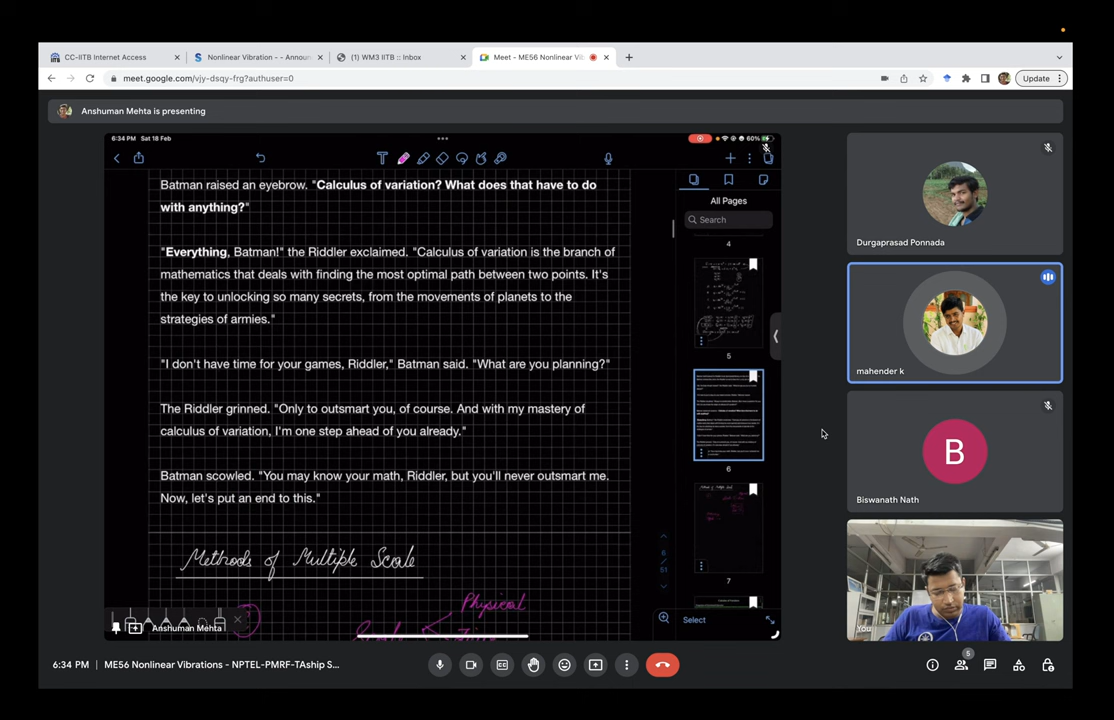 CC-IITB Internet Access
Nonlinear Vibration - - Announ
(1) WM3 IITB :: Inbox
Meet - ME56 Nonlinear Vib
meet.google.com/vjy-dsqy-frg?authuser=0
Update
Anshuman Mehta is presenting
6:34 PM Sat 18 Feb
60%
Batman raised an eyebrow. "Calculus of variation? What does that have to do
with anything?"
"Everything, Batman!" the Riddler exclaimed. "Calculus of variation is the branch of
mathematics that deals with finding the most optimal path between two points. It's
the key to unlocking so many secrets, from the movements of planets to the
strategies of armies."
"I don't have time for your games, Riddler," Batman said. "What are you planning?"
The Riddler grinned. "Only to outsmart you, of course. And with my mastery of
calculus of variation, I'm one step ahead of you already."
Batman scowled. "You may know your math, Riddler, but you'll never outsmart me.
Now, let's put an end to this."
Methods of Multiple Scale
Physical
Anshuman Mehta
All Pages
Search
4
5
6
7
6
/
51
Select
Durgaprasad Ponnada
mahender k
B
Biswanath Nath
You
6:34 PM | ME56 Nonlinear Vibrations - NPTEL-PMRF-TAship S...
5